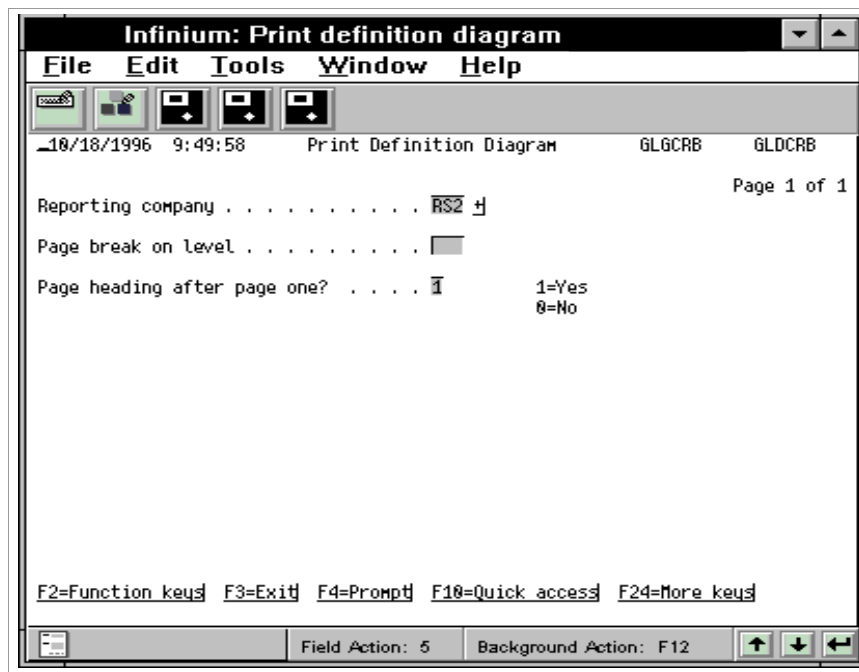 Infinium: Print definition diagram
File Edit Tools Window Help
10/18/1996 9:49:58 Print Definition Diagram GLGCRB GLDCRB
Page 1 of 1
Reporting company . . . . . . . . . . RS2 +
Page break on level . . . . . . . . .
Page heading after page one? . . . . 1 1=Yes
0=No
F2=Function keys F3=Exit F4=Prompt F10=Quick access F24=More keys
Field Action: 5 Background Action: F12